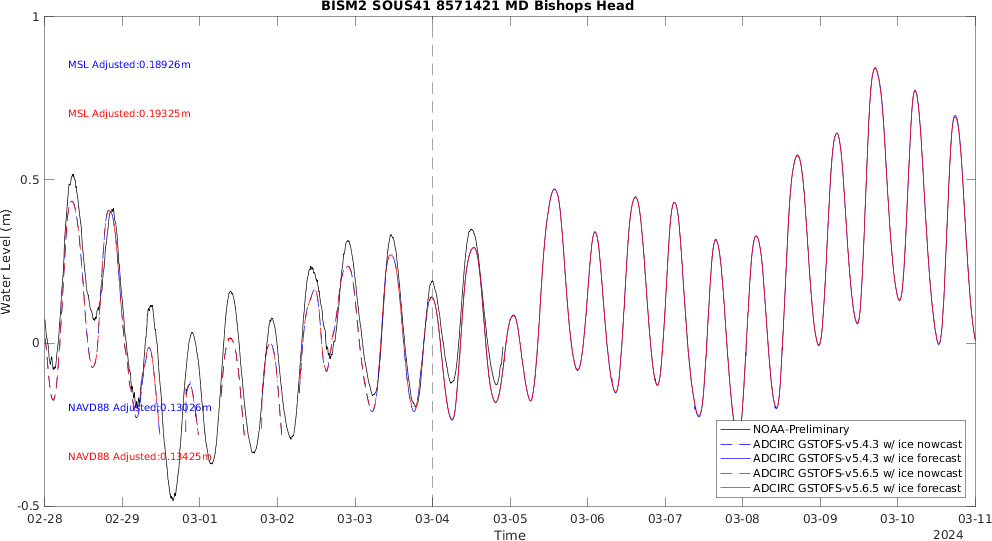 BISM2 SOUS41 8571421 MD Bishops Head
1
MSL Adjusted:0.18926m
MSL Adjusted:0.19325m
0.5
Water Level (m)
0
NAVD88 Adjusted:0.13026m
NAVD88 Adjusted:0.13425m
-0.5
NOAA-Preliminary
ADCIRC GSTOFS-v5.4.3 w/ ice nowcast
ADCIRC GSTOFS-v5.4.3 w/ ice forecast
ADCIRC GSTOFS-v5.6.5 w/ ice nowcast
ADCIRC GSTOFS-v5.6.5 w/ ice forecast
02-28 02-29 03-01 03-02 03-03 03-04 03-05 03-06 03-07 03-08 03-09 03-10 03-11
Time
2024